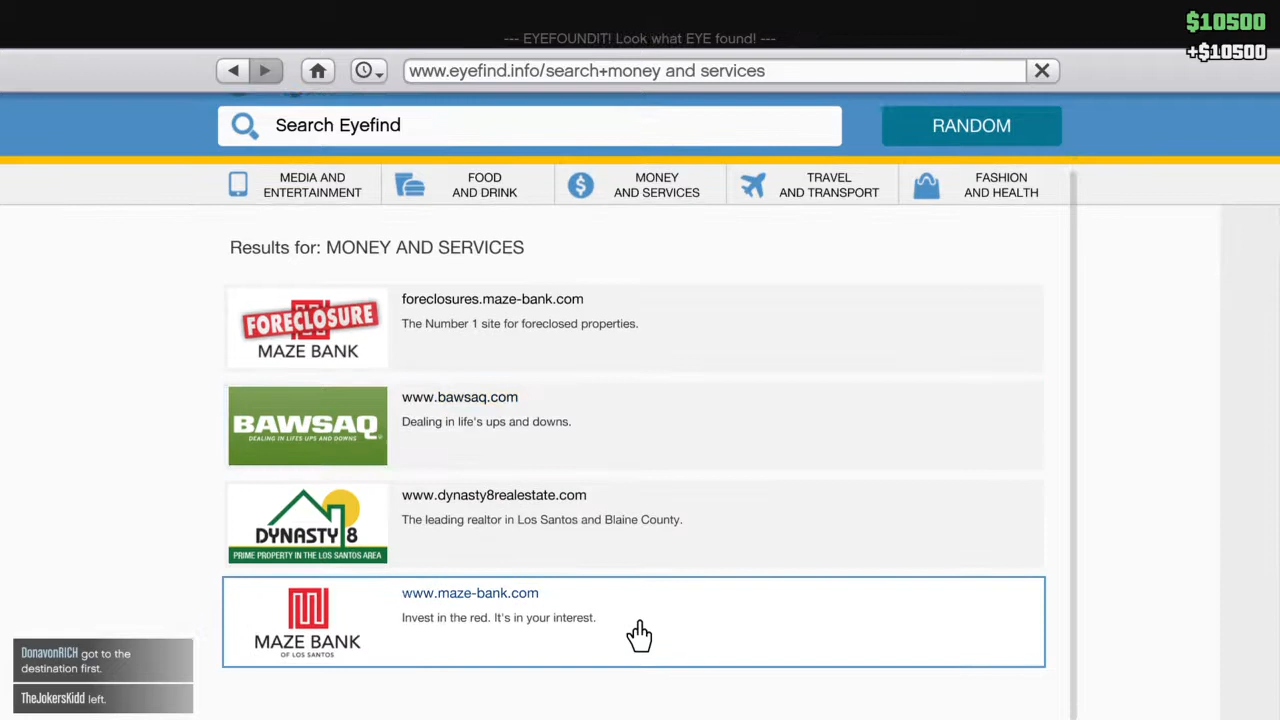 $10500
+$10500
--- EYEFOUNDIT! Look what EYE found! ---
www.eyefind.info/search+money and services
Search Eyefind
RANDOM
MEDIA AND
ENTERTAINMENT
FOOD
AND DRINK
MONEY
AND SERVICES
TRAVEL
AND TRANSPORT
FASHION
AND HEALTH
Results for: MONEY AND SERVICES
FORECLOSURE
MAZE BANK
foreclosures.maze-bank.com
The Number 1 site for foreclosed properties.
BAWSAQ
DEALING IN LIFES UPS AND DOWNS
www.bawsaq.com
Dealing in life's ups and downs.
DYNASTY 8
PRIME PROPERTY IN THE LOS SANTOS AREA
www.dynasty8realestate.com
The leading realtor in Los Santos and Blaine County.
MAZE BANK
OF LOS SANTOS
www.maze-bank.com
Invest in the red. It's in your interest.
DonavonRICH got to the
destination first.
TheJokersKidd left.